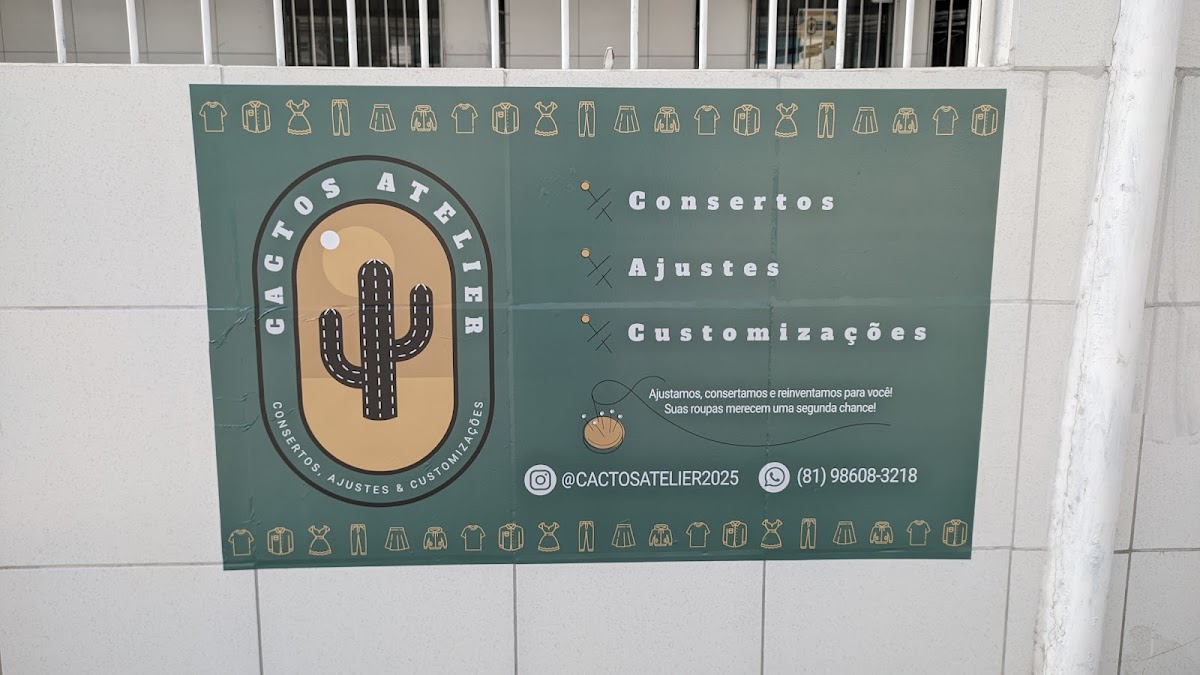 CACTOS ATELIER
CONSERTOS, AJUSTES & CUSTOMIZAÇÕES
Consertos
Ajustes
Customizações
Ajustamos, consertamos e reinventamos para você!
Suas roupas merecem uma segunda chance!
@CACTOSATELIER2025 (81) 98608-3218